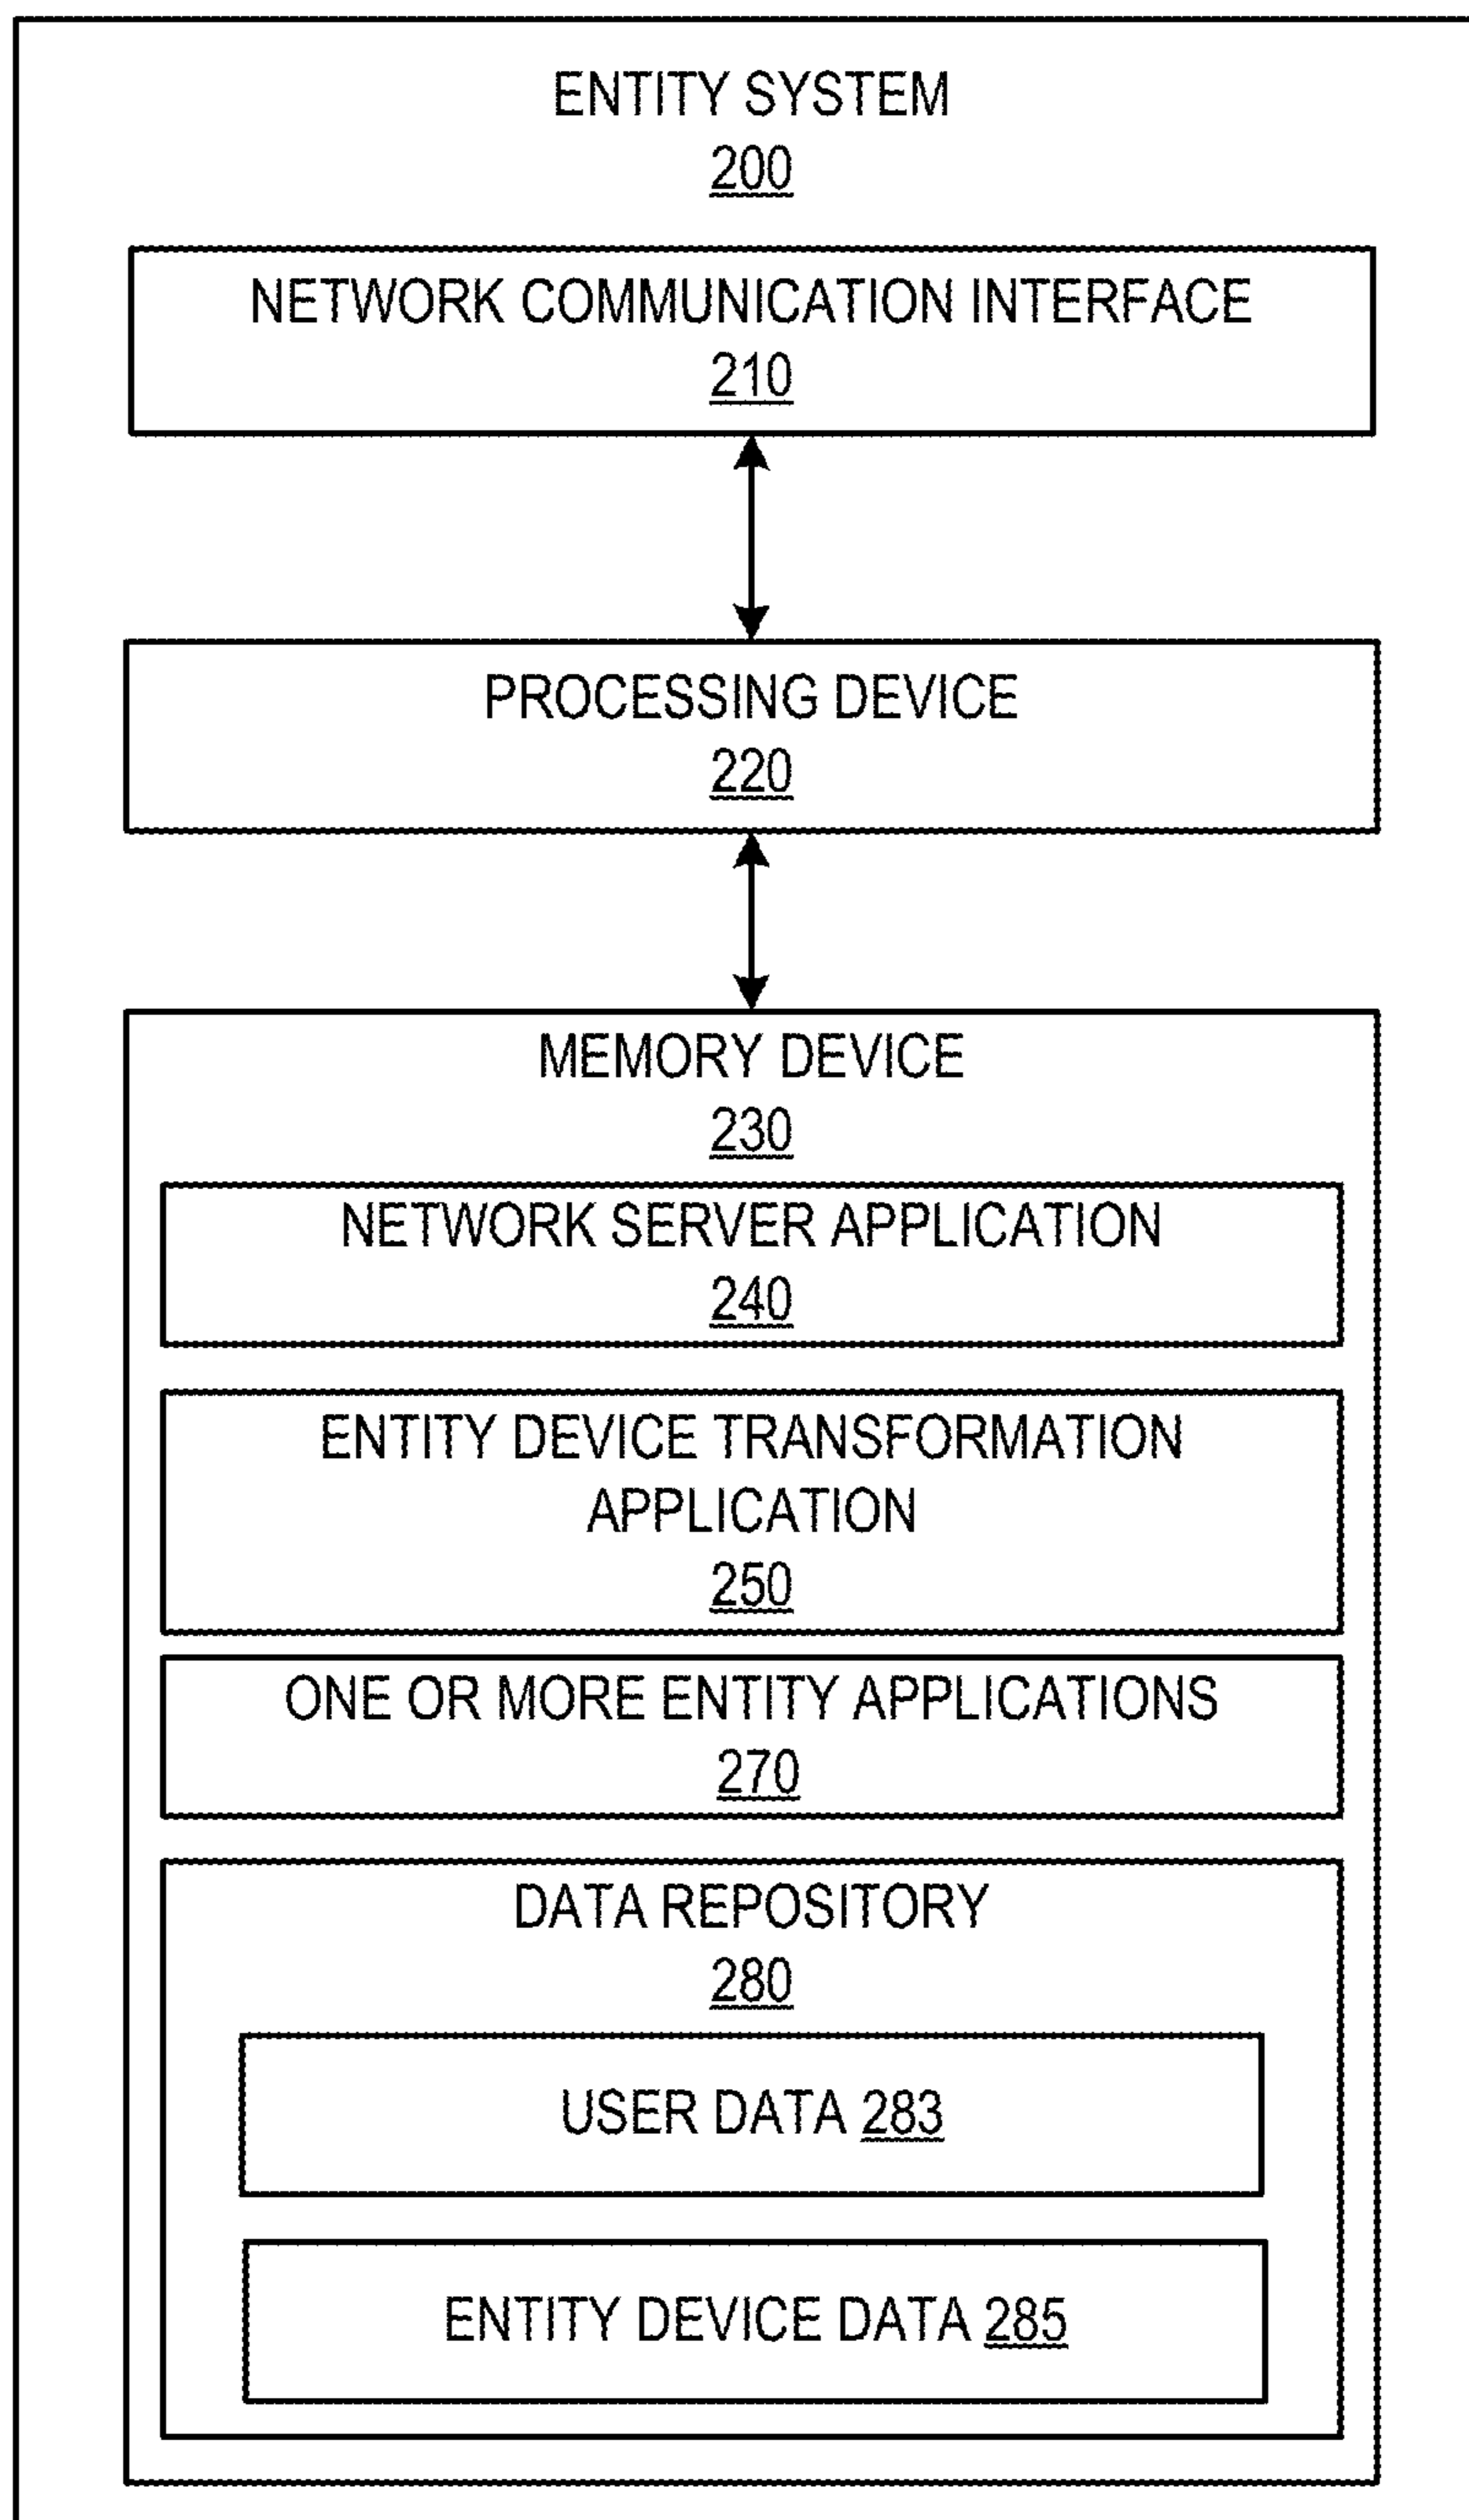 ENTITY SYSTEM
200
NETWORK COMMUNICATION INTERFACE
210
PROCESSING DEVICE
220
MEMORY DEVICE
230
NETWORK SERVER APPLICATION
240
ENTITY DEVICE TRANSFORMATION
APPLICATION
250
ONE OR MORE ENTITY APPLICATIONS
270
DATA REPOSITORY
280
USER DATA 283
ENTITY DEVICE DATA 285